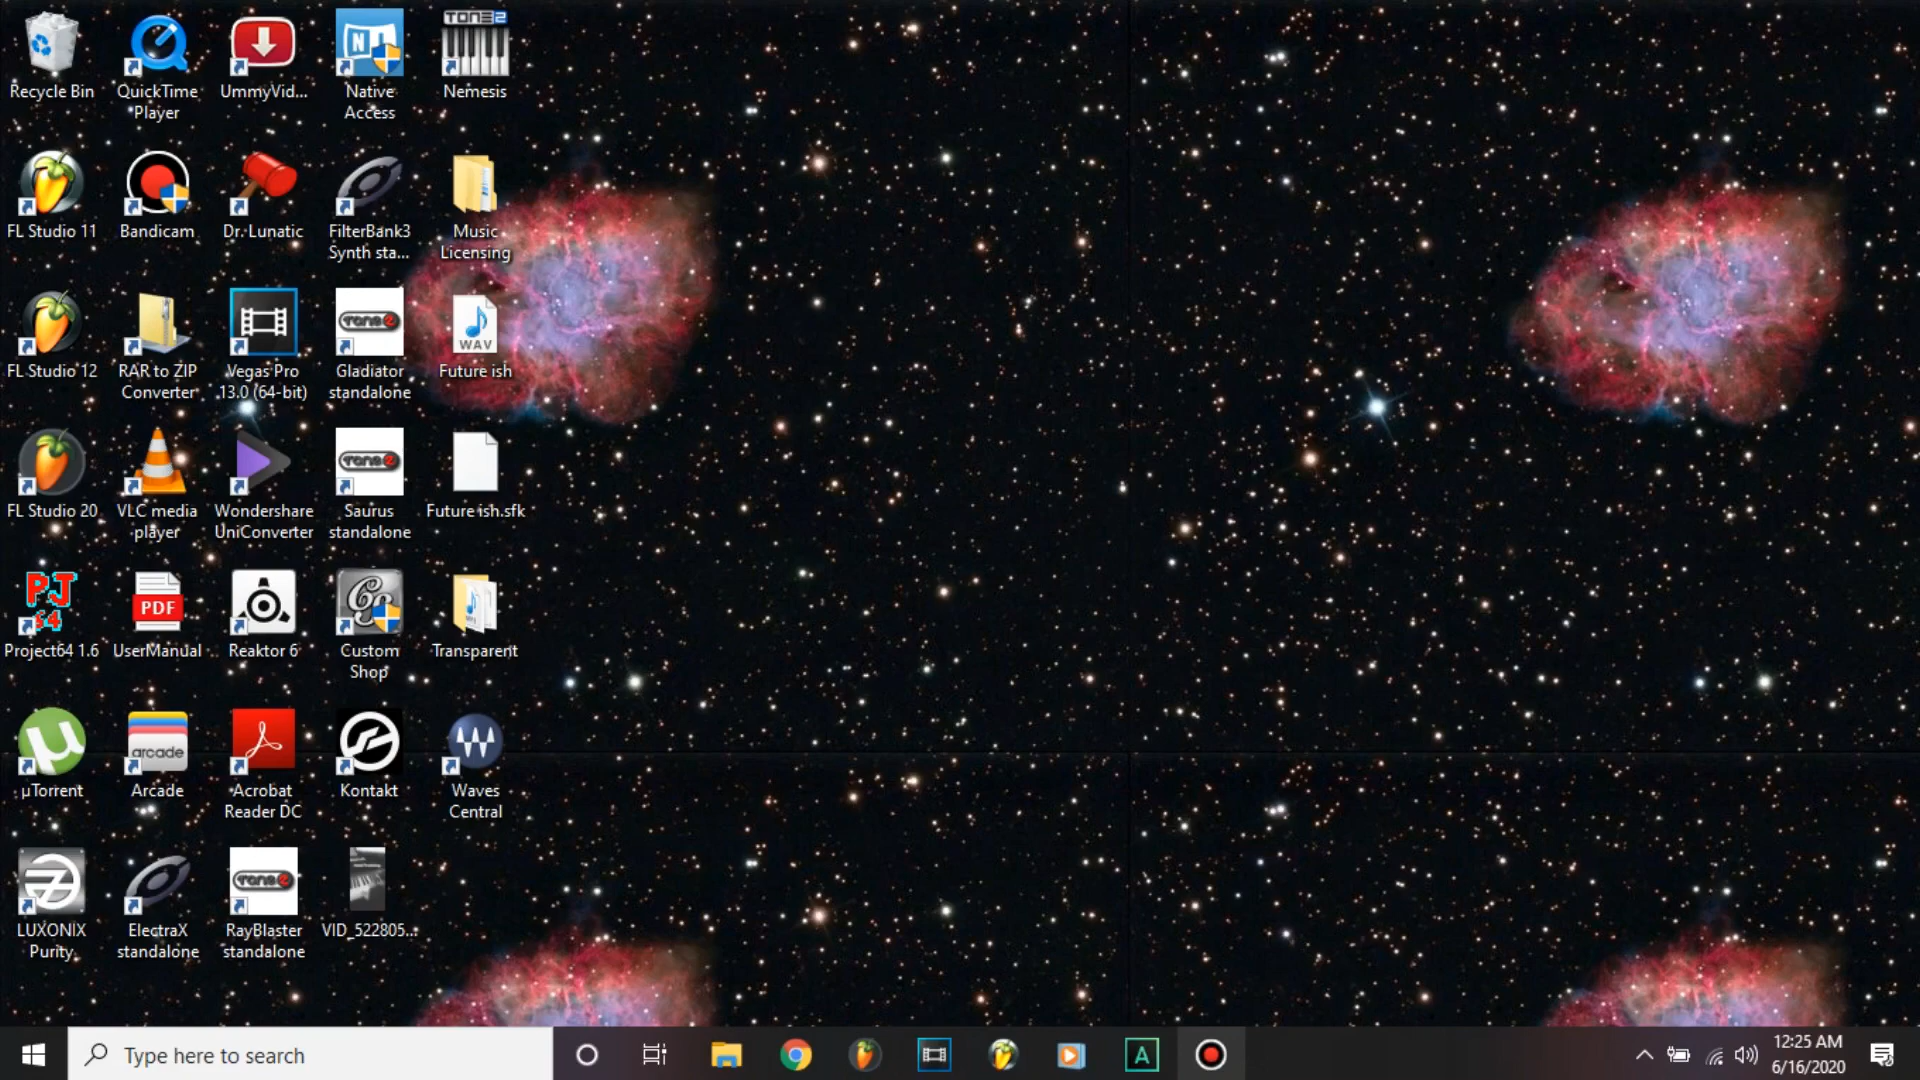 TONE2
Recycle Bin
QuickTime
Player
UmmyVid...
Native
Access
Nemesis
FL Studio 11
Bandicam
Dr. Lunatic
FilterBank3
Synth sta...
Music
Licensing
tone2
WAV
FL Studio 12
RAR to ZIP
Converter
Vegas Pro
13.0 (64-bit)
Gladiator
standalone
Future ish
tone2
FL Studio 20
VLC media
player
Wondershare
UniConverter
Saurus
standalone
Future ish.sfk
PJ
64
PDF
Project64 1.6
UserManual
Reaktor 6
Custom
Shop
Transparent
µ
arcade
µTorrent
Arcade
Acrobat
Reader DC
Kontakt
Waves
Central
tone2
LUXONIX
Purity
ElectraX
standalone
RayBlaster
standalone
VID_522805...
Type here to search
A
12:25 AM
6/16/2020